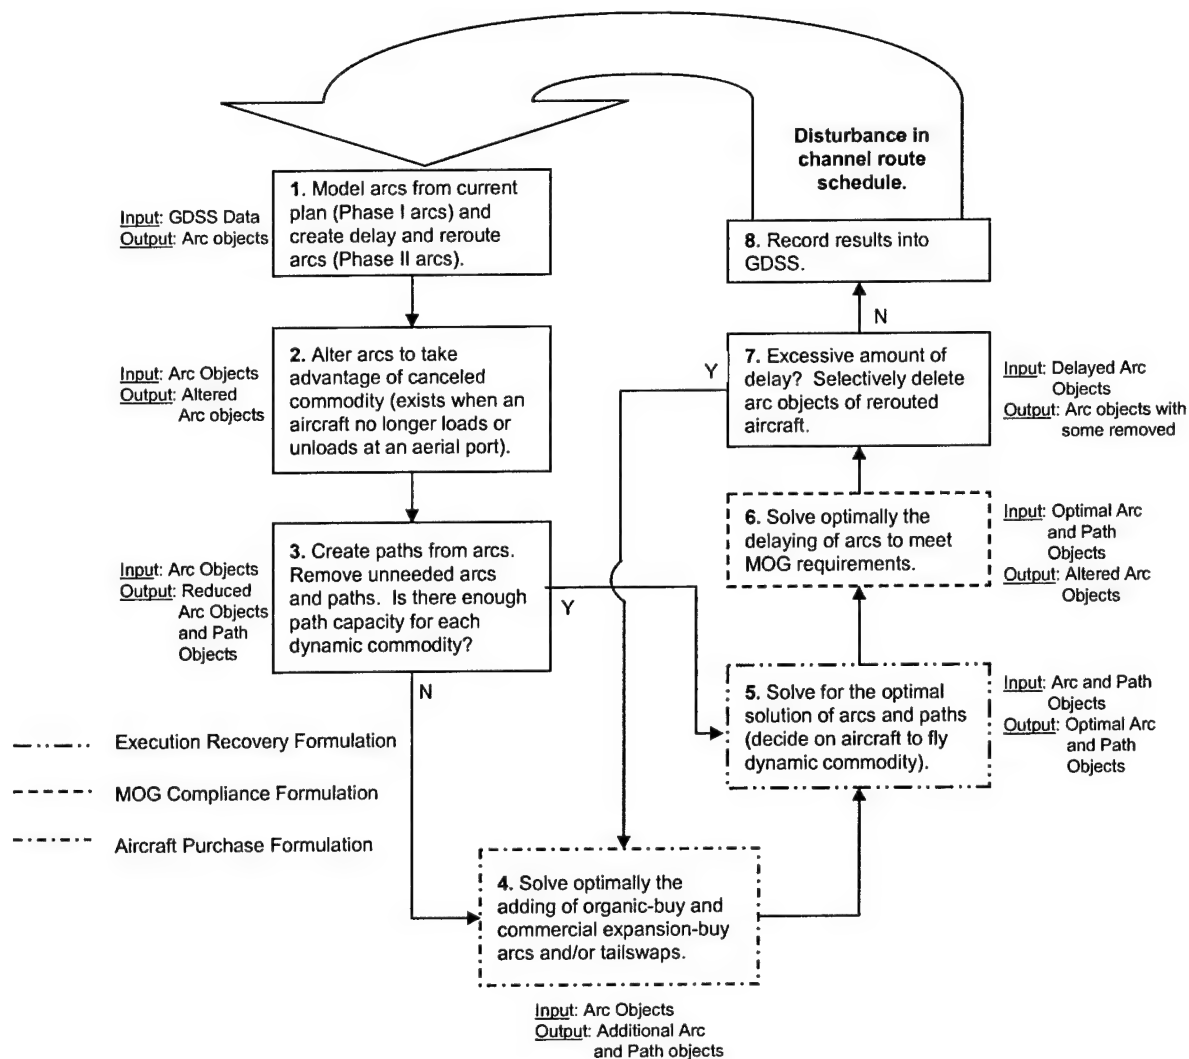 Disturbance in
channel route
schedule.
Input: GDSS Data
Output: Arc objects
1. Model arcs from current
plan (Phase I arcs) and
create delay and reroute
arcs (Phase II arcs).
Input: Arc Objects
Output: Altered
Arc objects
2. Alter arcs to take
advantage of canceled
commodity (exists when an
aircraft no longer loads or
unloads at an aerial port).
Input: Arc Objects
Output: Reduced
Arc Objects
and Path
Objects
3. Create paths from arcs.
Remove unneeded arcs
and paths. Is there enough
path capacity for each
dynamic commodity?
Y
N
8. Record results into
GDSS.
N
Y
7. Excessive amount of
delay? Selectively delete
arc objects of rerouted
aircraft.
Input: Delayed Arc
Objects
Output: Arc objects with
some removed
6. Solve optimally the
delaying of arcs to meet
MOG requirements.
Input: Optimal Arc
and Path
Objects
Output: Altered Arc
Objects
5. Solve for the optimal
solution of arcs and paths
(decide on aircraft to fly
dynamic commodity).
Input: Arc and Path
Objects
Output: Optimal Arc
and Path
Objects
Execution Recovery Formulation
MOG Compliance Formulation
Aircraft Purchase Formulation
4. Solve optimally the
adding of organic-buy and
commercial expansion-buy
arcs and/or tailswaps.
Input: Arc Objects
Output: Additional Arc
and Path objects